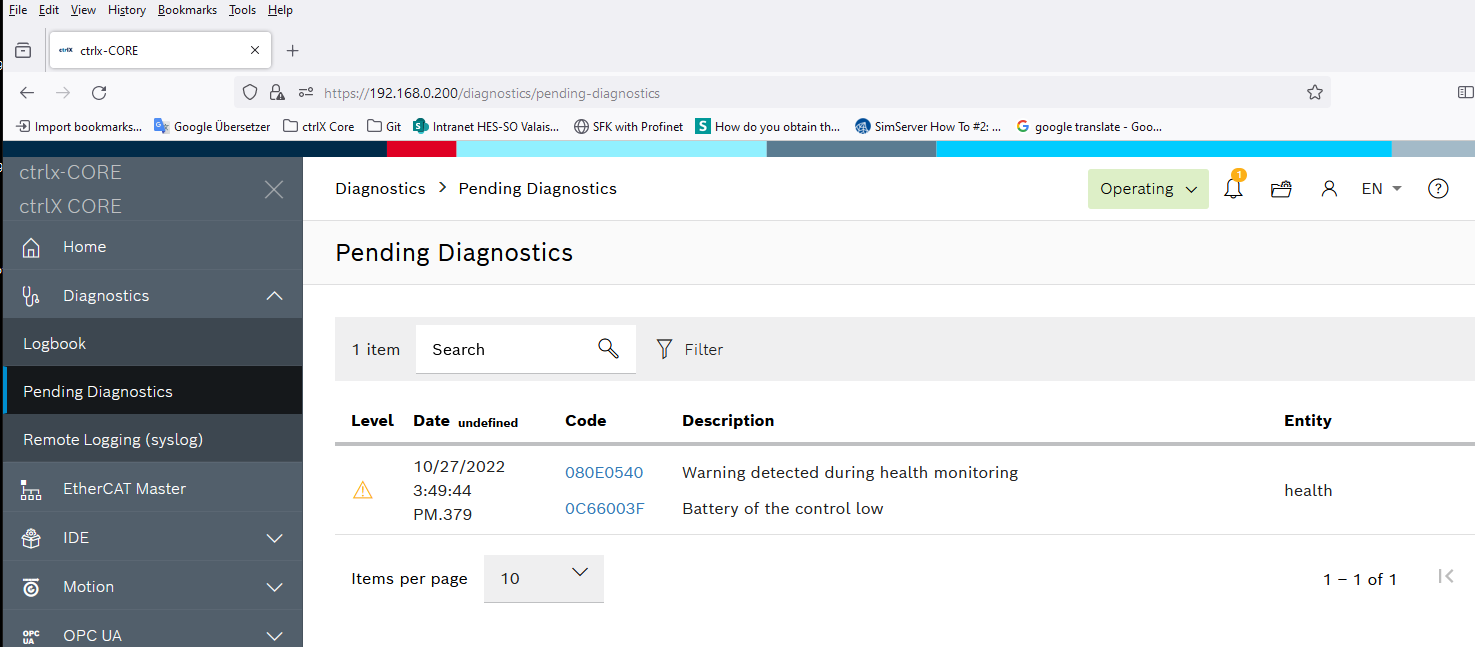 File Edit View History Bookmarks Tools Help
ctrlX ctrlx-CORE
https://192.168.0.200/diagnostics/pending-diagnostics
Import bookmarks... Google Übersetzer ctrlX Core Git Intranet HES-SO Valais... SFK with Profinet S How do you obtain th... SimServer How To #2: ... google translate - Goo...
ctrlx-CORE
ctrlX CORE
Home
Diagnostics
Logbook
Pending Diagnostics
Remote Logging (syslog)
EtherCAT Master
IDE
Motion
OPC UA OPC UA
Diagnostics > Pending Diagnostics
Operating 1 EN ?
Pending Diagnostics
1 item Search Filter
Level Date undefined Code Description Entity
10/27/2022
3:49:44
PM.379
080E0540 Warning detected during health monitoring
0C66003F Battery of the control low
health
Items per page 10 1 – 1 of 1